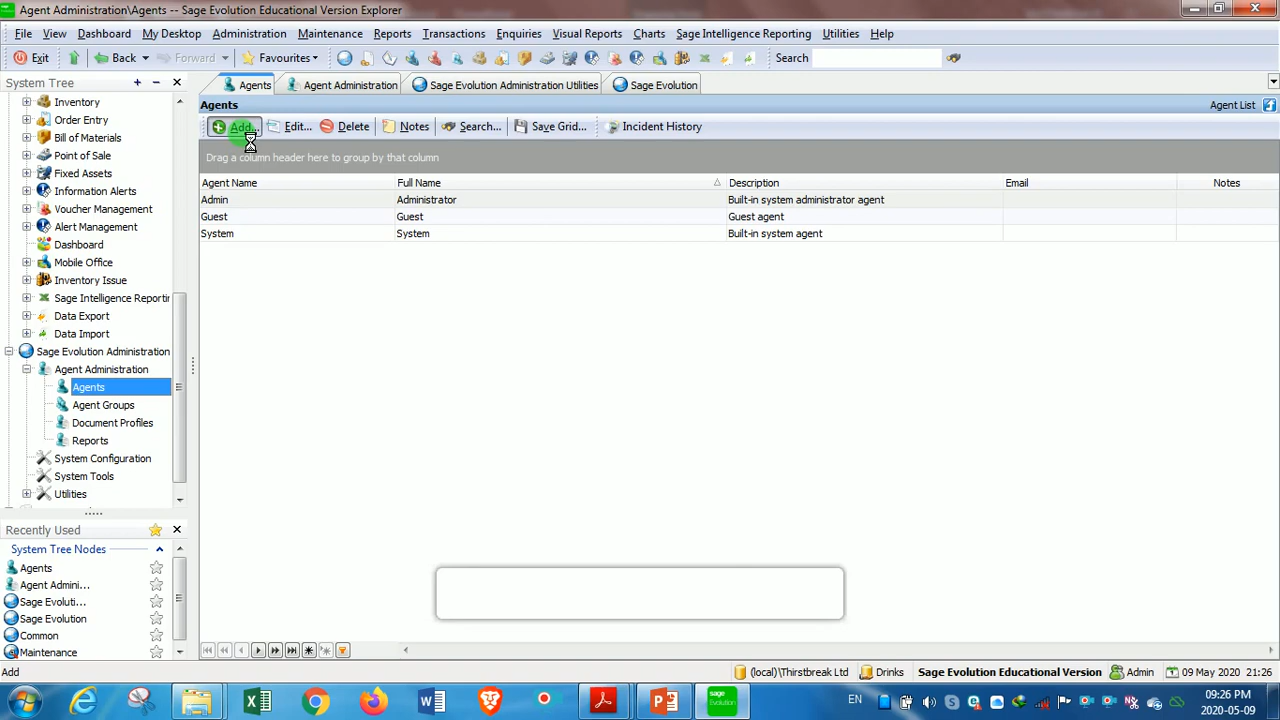 Agent Administration\Agents -- Sage Evolution Educational Version Explorer
File View Dashboard My Desktop Administration Maintenance Reports Transactions Enquiries Visual Reports Charts Sage Intelligence Reporting Utilities Help
Exit Back Forward Favourites Search
System Tree
Inventory
Order Entry
Bill of Materials
Point of Sale
Fixed Assets
Information Alerts
Voucher Management
Alert Management
Dashboard
Mobile Office
Inventory Issue
Sage Intelligence Reportin
Data Export
Data Import
Sage Evolution Administration
Agent Administration
Agents
Agent Groups
Document Profiles
Reports
System Configuration
System Tools
Utilities
Recently Used
System Tree Nodes
Agents
Agent Admini...
Sage Evoluti...
Sage Evolution
Common
Maintenance
Agents Agent Administration Sage Evolution Administration Utilities Sage Evolution
Agents Agent List
Add... Edit... Delete Notes Search... Save Grid... Incident History
Drag a column header here to group by that column
Agent Name Full Name Description Email Notes
Admin Administrator Built-in system administrator agent
Guest Guest Guest agent
System System Built-in system agent
Add (local)\Thirstbreak Ltd Drinks Sage Evolution Educational Version Admin 09 May 2020 21:26
sage Evolution EN 09:26 PM
2020-05-09